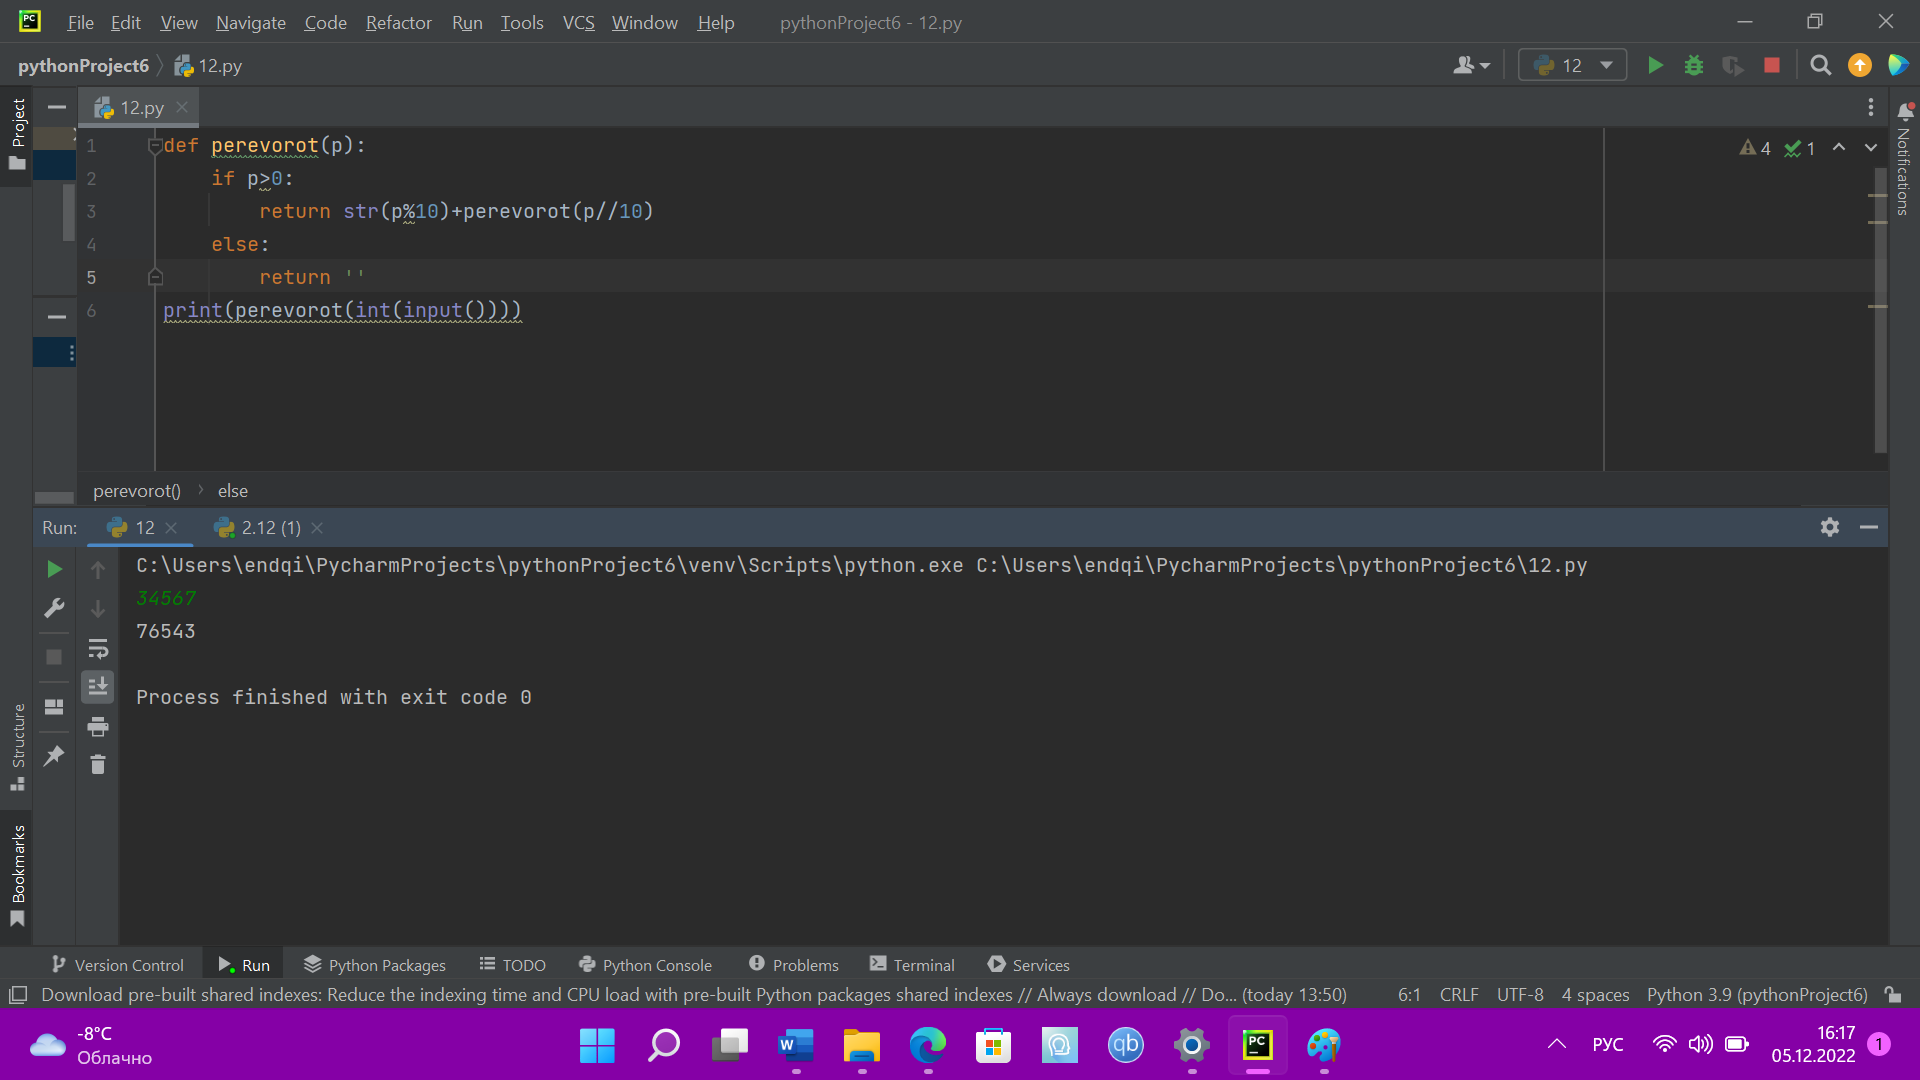 PC File Edit View Navigate Code Refactor Run Tools VCS Window Help pythonProject6 - 12.py
pythonProject6 12.py 12
Project
12.py
Notifications
1 def perevorot(p): 4 1
2 if p>0:
3 return str(p%10)+perevorot(p//10)
4 else:
5 return ''
6 print(perevorot(int(input())))
perevorot() › else
Run: 12 2.12 (1)
C:\Users\endqi\PycharmProjects\pythonProject6\venv\Scripts\python.exe C:\Users\endqi\PycharmProjects\pythonProject6\12.py
34567
76543
Process finished with exit code 0
Structure
Bookmarks
Version Control Run Python Packages TODO Python Console Problems Terminal Services
Download pre-built shared indexes: Reduce the indexing time and CPU load with pre-built Python packages shared indexes // Always download // Do... (today 13:50) 6:1 CRLF UTF-8 4 spaces Python 3.9 (pythonProject6)
-8°C
Облачно
W qb PC РУС
16:17
05.12.2022 1